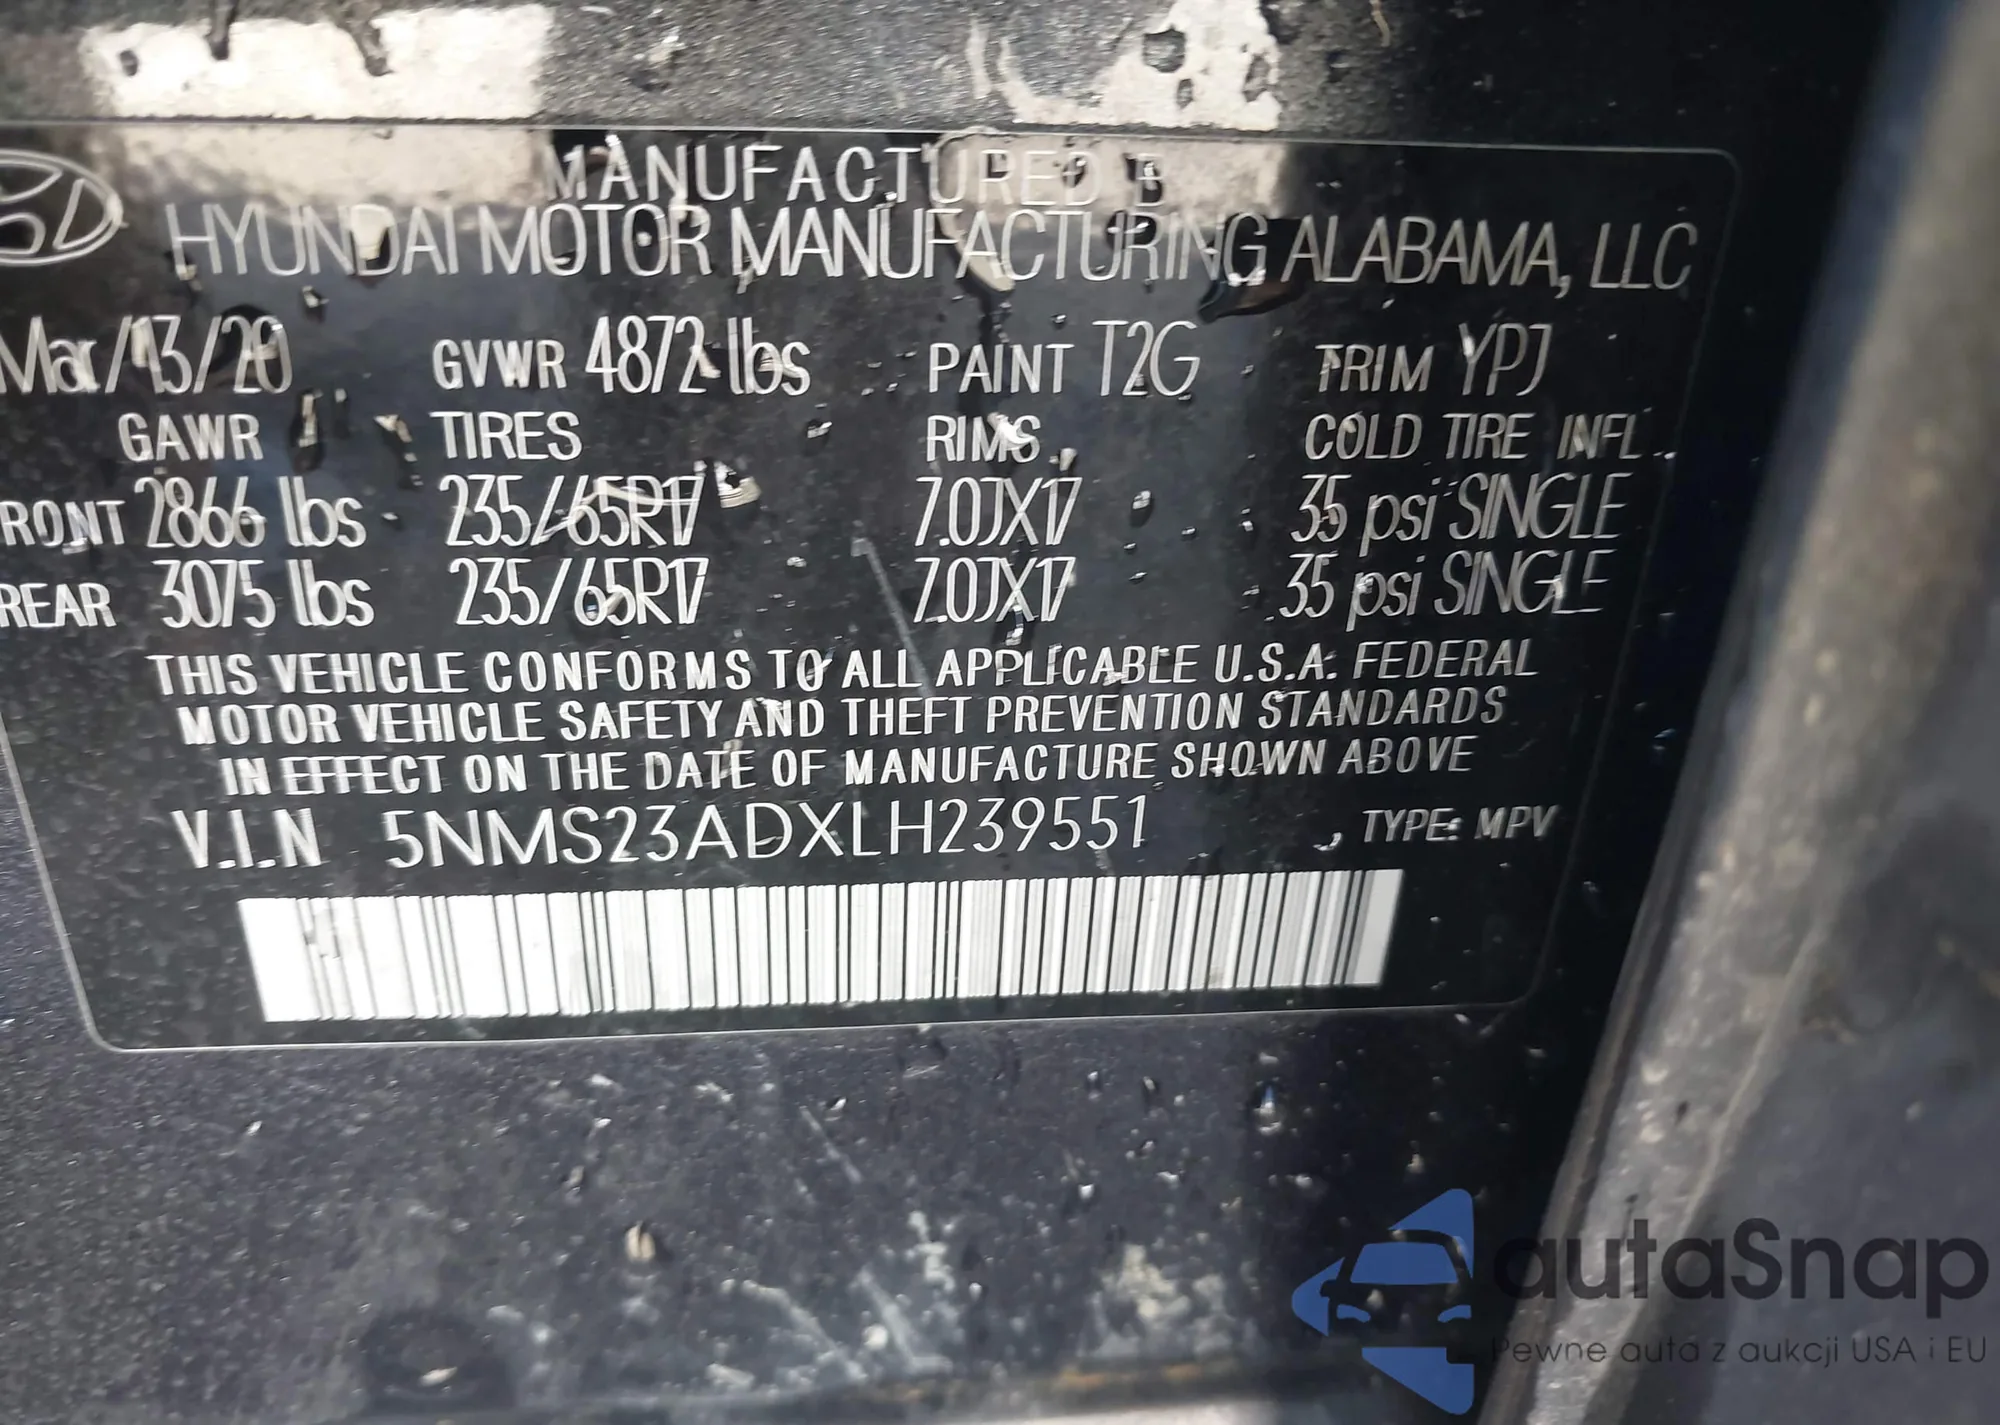 MANUFACTURED B
HYUNDAI MOTOR MANUFACTURING ALABAMA, LLC
Mar/13/20 GVWR 4872 lbs PAINT T2G TRIM YPJ
GAWR TIRES RIMS COLD TIRE INFL.
FRONT 2866 lbs 235/65R17 7.0JX17 35 psi SINGLE
REAR 3075 lbs 235/65R17 7.0JX17 35 psi SINGLE
THIS VEHICLE CONFORMS TO ALL APPLICABLE U.S.A. FEDERAL
MOTOR VEHICLE SAFETY AND THEFT PREVENTION STANDARDS
IN EFFECT ON THE DATE OF MANUFACTURE SHOWN ABOVE
V.I.N 5NMS23ADXLH239551 TYPE: MPV
autaSnap
Pewne auta z aukcji USA i EU